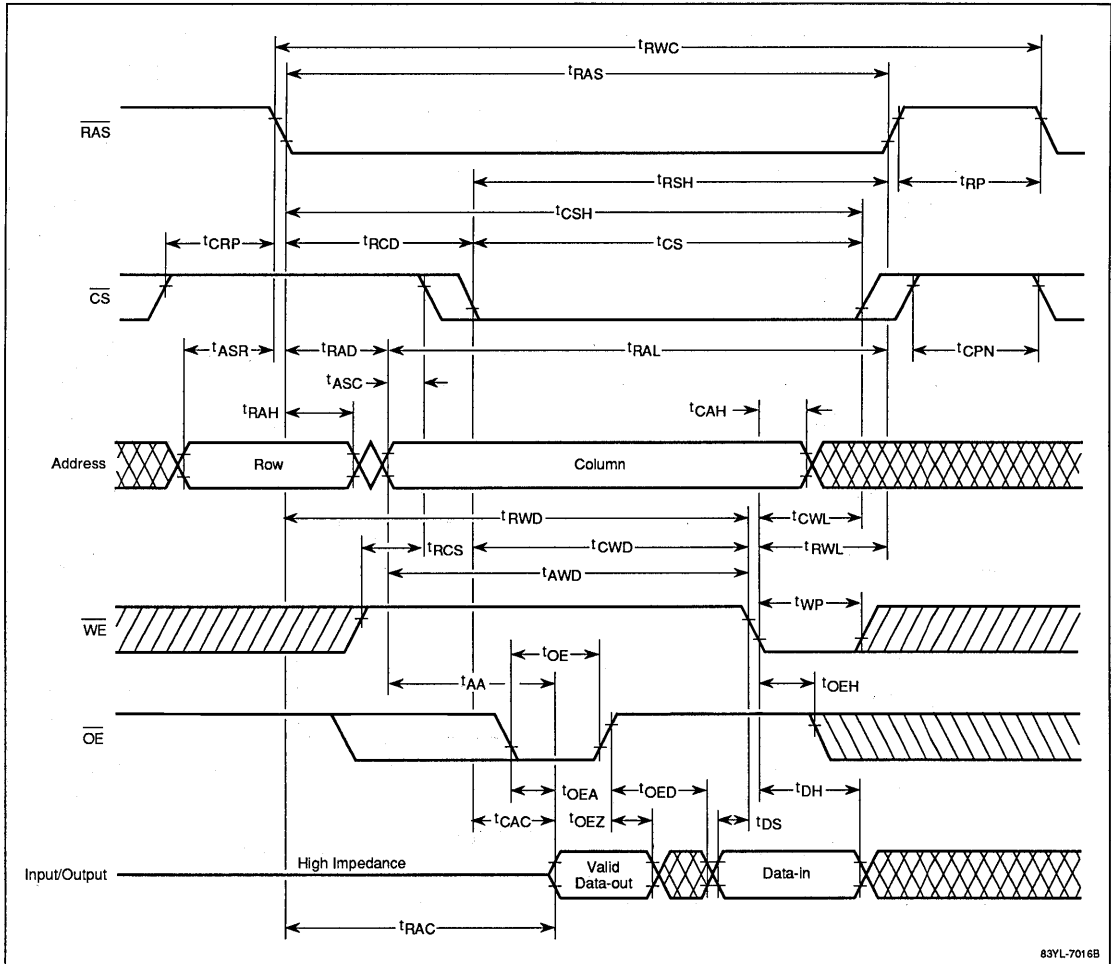 tRWC
tRAS
RAS
tRSH
tRP
tCSH
tCRP
tRCD
tCS
CS
tASR
tRAD
tRAL
tCPN
tASC
tRAH
tCAH
Address
Row
Column
tRWD
tCWL
tRCS
tCWD
tRWL
tAWD
tWP
WE
tOE
tAA
tOEH
OE
tOEA
tOED
tDH
tCAC
tOEZ
tDS
High Impedance
Input/Output
Valid
Data-out
Data-in
tRAC
83YL-7016B